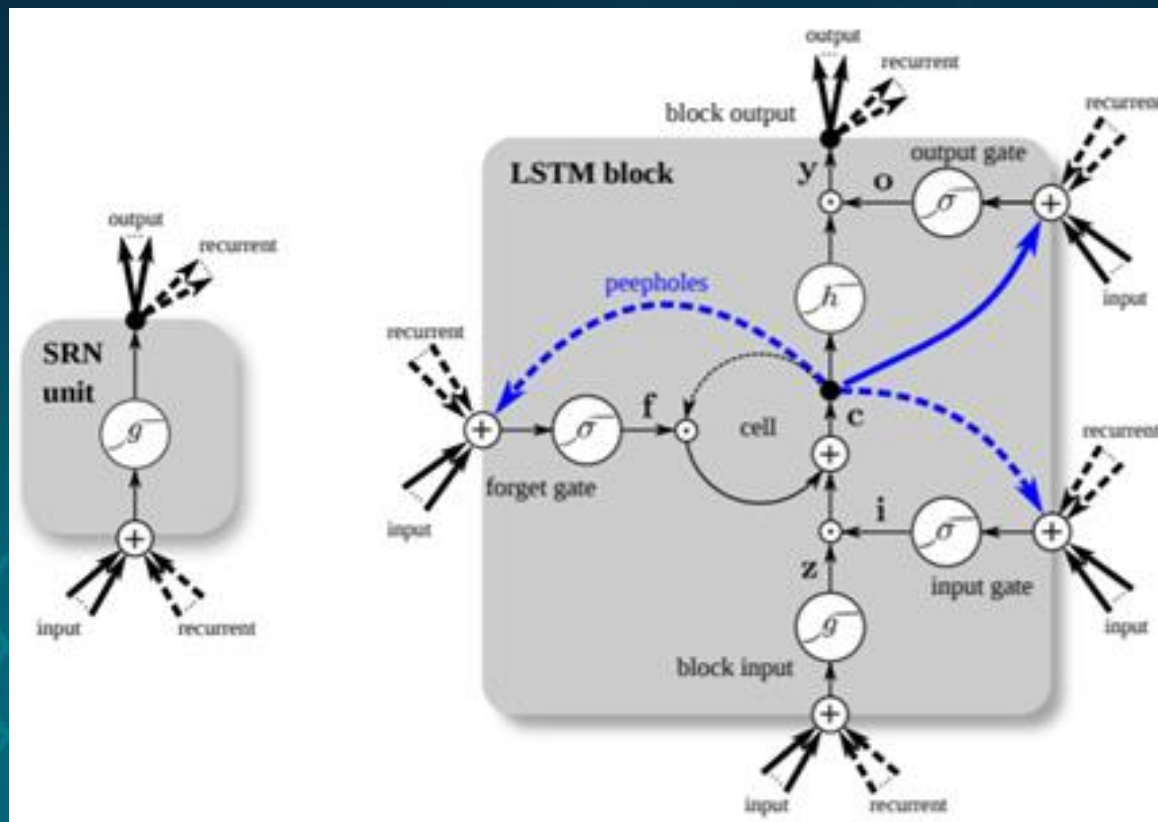 output
recurrent
SRN
unit
g
+
input
recurrent
output
recurrent
block output
LSTM block
y
o
output gate
σ
+
recurrent
input
h
peepholes
recurrent
+
input
σ
f
forget gate
cell
c
+
i
σ
input gate
+
recurrent
input
z
g
block input
+
input
recurrent